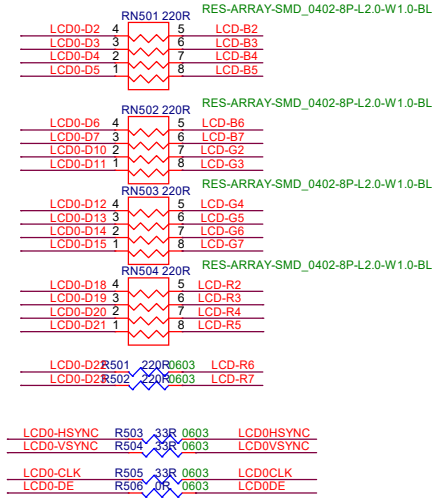 RN501 220R RES-ARRAY-SMD_0402-8P-L2.0-W1.0-BL
LCD0-D2 4 5 LCD-B2
LCD0-D3 3 6 LCD-B3
LCD0-D4 2 7 LCD-B4
LCD0-D5 1 8 LCD-B5
RN502 220R RES-ARRAY-SMD_0402-8P-L2.0-W1.0-BL
LCD0-D6 4 5 LCD-B6
LCD0-D7 3 6 LCD-B7
LCD0-D10 2 7 LCD-G2
LCD0-D11 1 8 LCD-G3
RN503 220R RES-ARRAY-SMD_0402-8P-L2.0-W1.0-BL
LCD0-D12 4 5 LCD-G4
LCD0-D13 3 6 LCD-G5
LCD0-D14 2 7 LCD-G6
LCD0-D15 1 8 LCD-G7
RN504 220R RES-ARRAY-SMD_0402-8P-L2.0-W1.0-BL
LCD0-D18 4 5 LCD-R2
LCD0-D19 3 6 LCD-R3
LCD0-D20 2 7 LCD-R4
LCD0-D21 1 8 LCD-R5
LCD0-D22 R501 220R 0603 LCD-R6
LCD0-D23 R502 220R 0603 LCD-R7
LCD0-HSYNC R503 33R 0603 LCD0HSYNC
LCD0-VSYNC R504 33R 0603 LCD0VSYNC
LCD0-CLK R505 33R 0603 LCD0CLK
LCD0-DE R506 0R 0603 LCD0DE